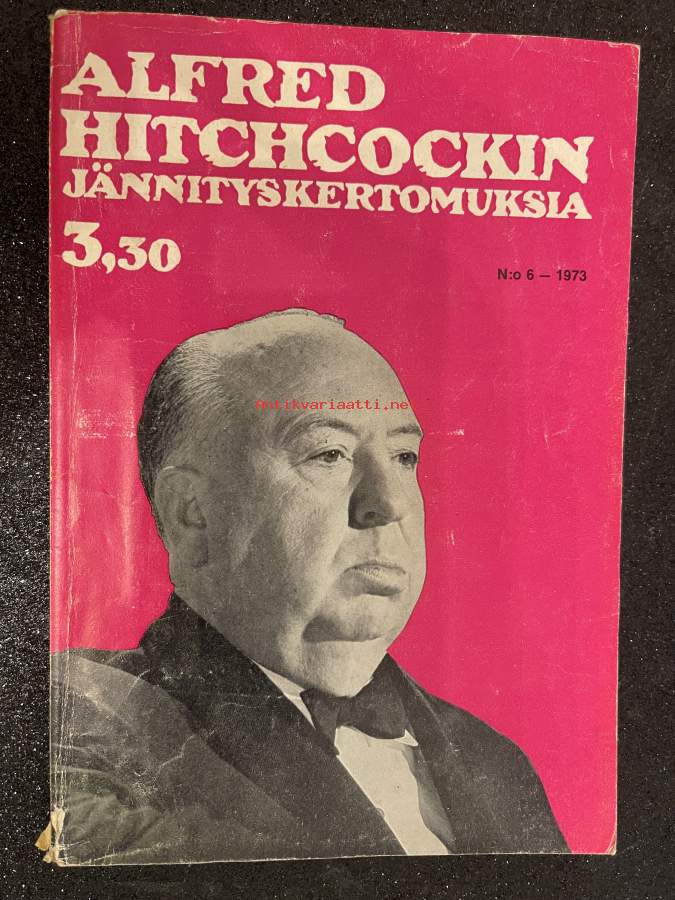 ALFRED
HITCHCOCKIN
JÄNNITYSKERTOMUKSIA
3,30
N:o 6 — 1973
Antikvariaatti.net